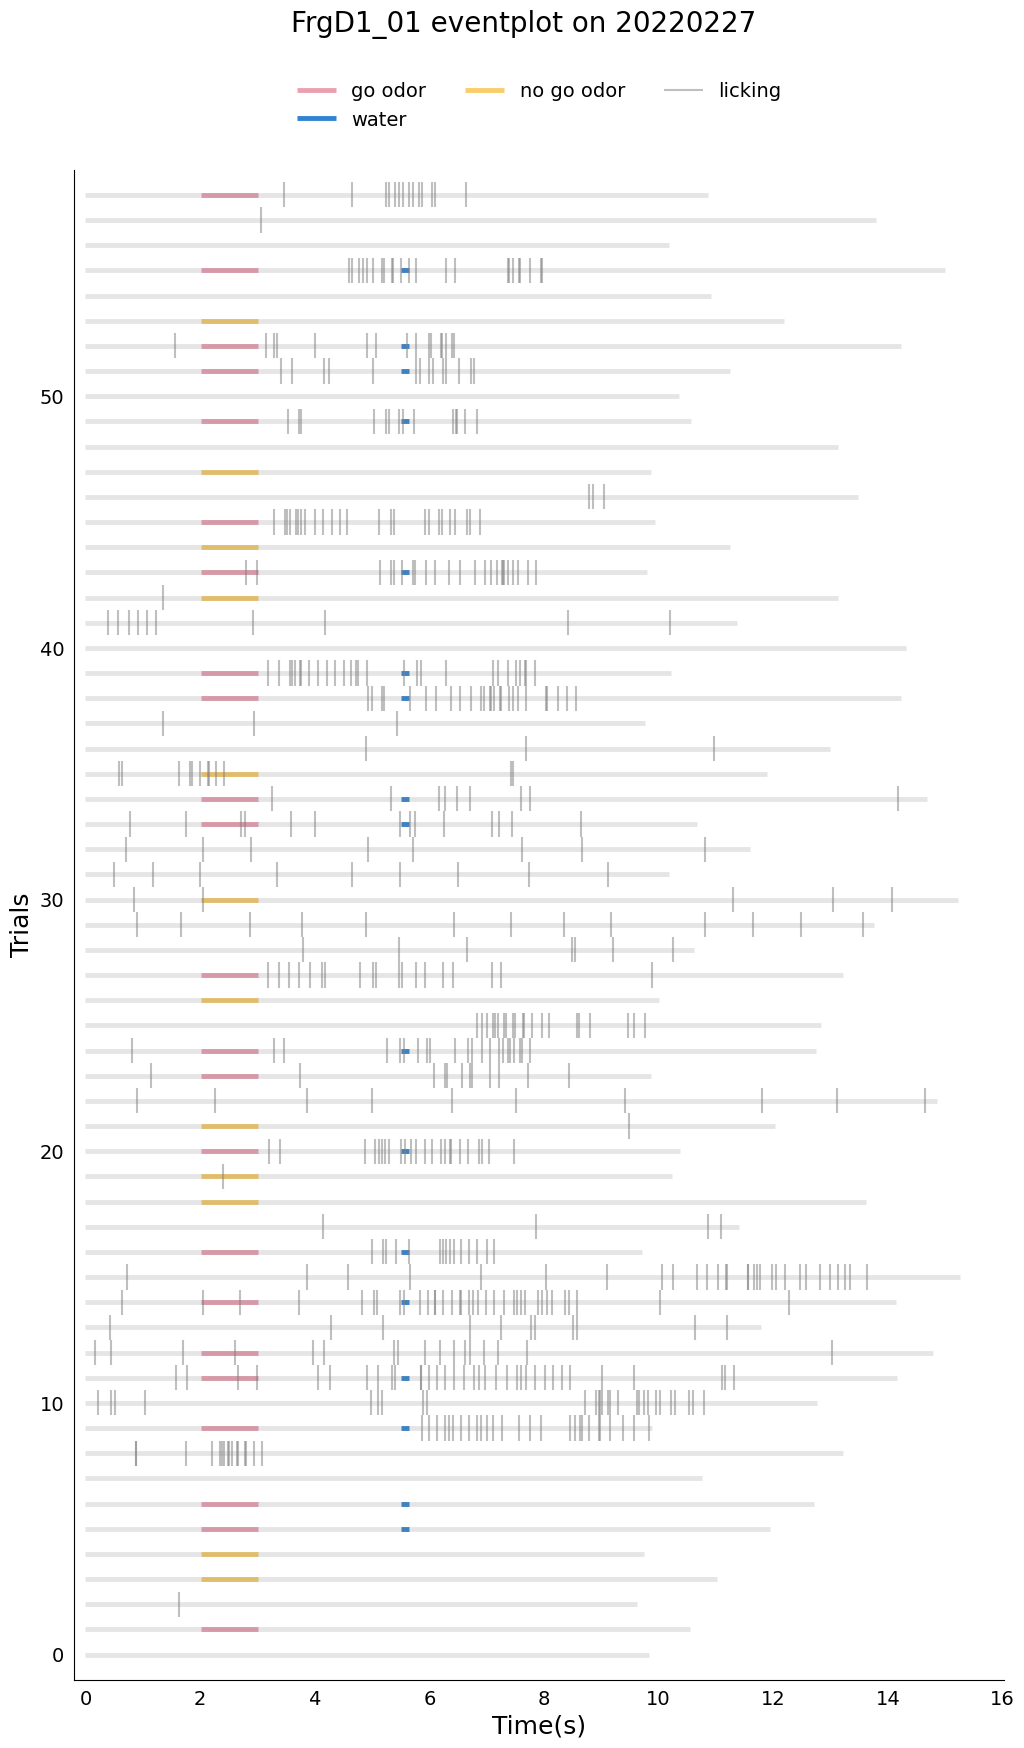 FrgD1_01 eventplot on 20220227
go odor
no go odor
licking
water
50
40
30
20
10
0
Trials
0 2 4 6 8 10 12 14 16
Time(s)